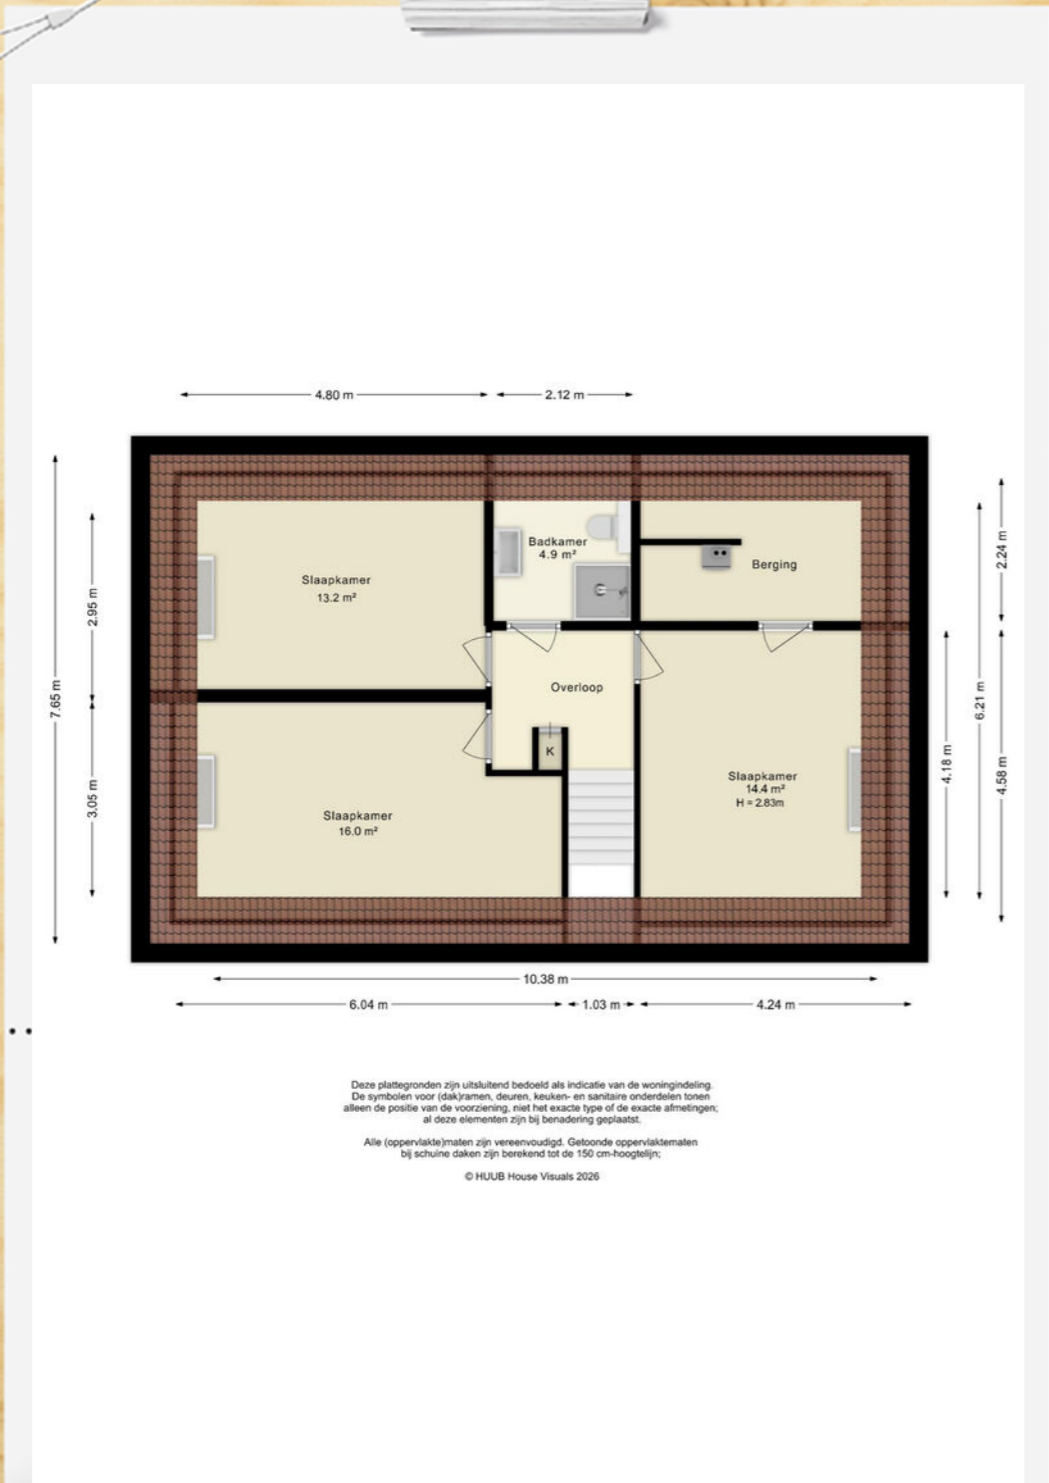 4.80 m
2.12 m
2.24 m
2.95 m
7.65 m
6.21 m
4.18 m
4.58 m
3.05 m
Slaapkamer
13.2 m²
Badkamer
4.9 m²
Berging
Overloop
K
Slaapkamer
14.4 m²
H = 2.83m
Slaapkamer
16.0 m²
10.38 m
6.04 m
1.03 m
4.24 m
Deze plattegronden zijn uitsluitend bedoeld als indicatie van de woningindeling.
De symbolen voor (dak)ramen, deuren, keuken- en sanitaire onderdelen tonen
alleen de positie van de voorziening, niet het exacte type of de exacte afmetingen;
al deze elementen zijn bij benadering geplaatst.
Alle (oppervlakte)maten zijn vereenvoudigd. Getoonde oppervlaktematen
bij schuine daken zijn berekend tot de 150 cm-hoogtelijn;
© HUUB House Visuals 2026